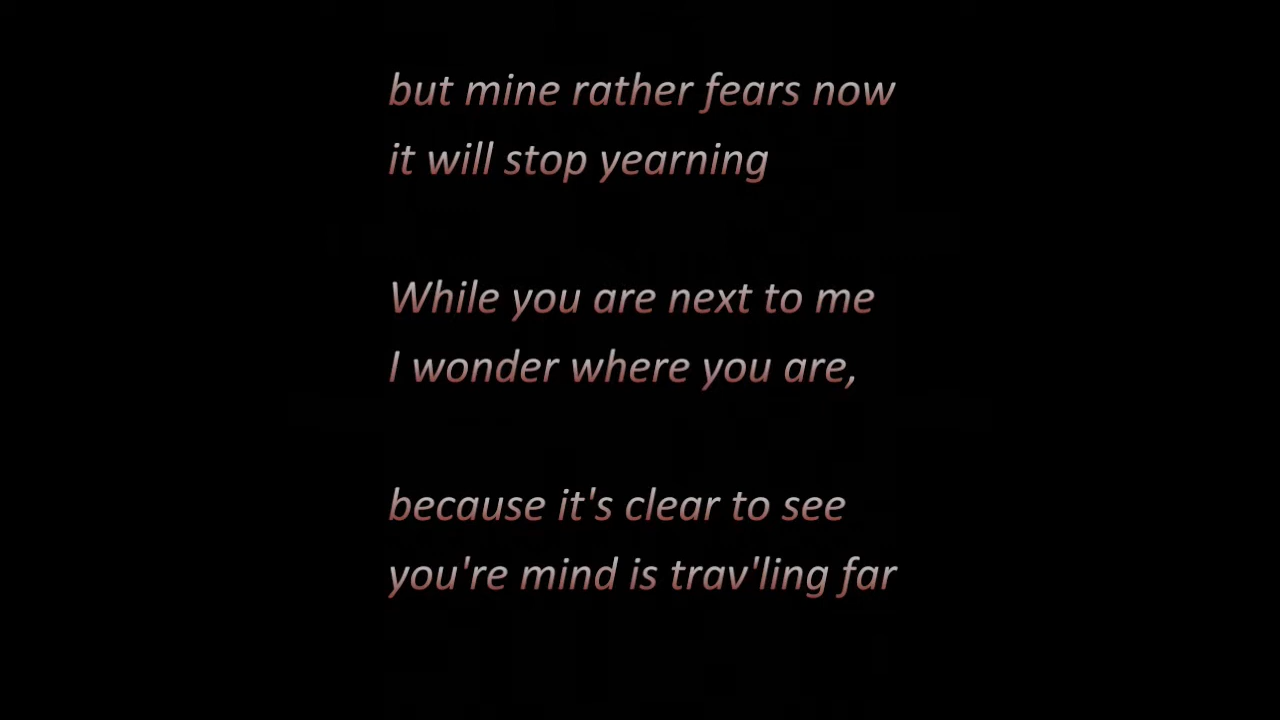 but mine rather fears now
it will stop yearning
While you are next to me
I wonder where you are,
because it's clear to see
you're mind is trav'ling far